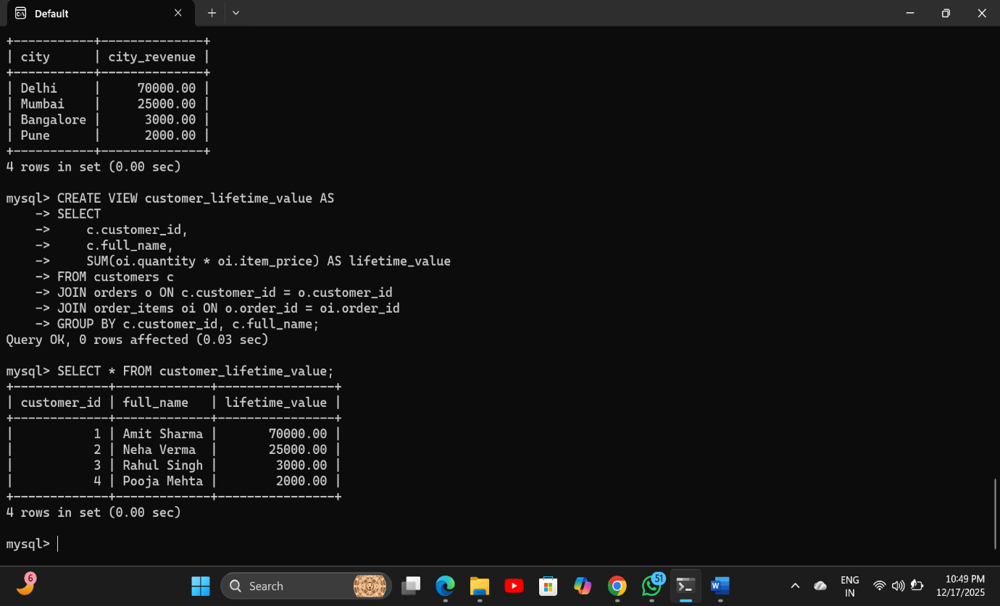 Default
+-----------+--------------+
| city      | city_revenue |
+-----------+--------------+
| Delhi     |     70000.00 |
| Mumbai    |     25000.00 |
| Bangalore |      3000.00 |
| Pune      |      2000.00 |
+-----------+--------------+
4 rows in set (0.00 sec)
mysql> CREATE VIEW customer_lifetime_value AS
    -> SELECT
    ->     c.customer_id,
    ->     c.full_name,
    ->     SUM(oi.quantity * oi.item_price) AS lifetime_value
    -> FROM customers c
    -> JOIN orders o ON c.customer_id = o.customer_id
    -> JOIN order_items oi ON o.order_id = oi.order_id
    -> GROUP BY c.customer_id, c.full_name;
Query OK, 0 rows affected (0.03 sec)
mysql> SELECT * FROM customer_lifetime_value;
+-------------+-------------+----------------+
| customer_id | full_name   | lifetime_value |
+-------------+-------------+----------------+
|           1 | Amit Sharma |       70000.00 |
|           2 | Neha Verma  |       25000.00 |
|           3 | Rahul Singh |        3000.00 |
|           4 | Pooja Mehta |        2000.00 |
+-------------+-------------+----------------+
4 rows in set (0.00 sec)
mysql>
6
Search
51
ENG
IN
10:49 PM
12/17/2025